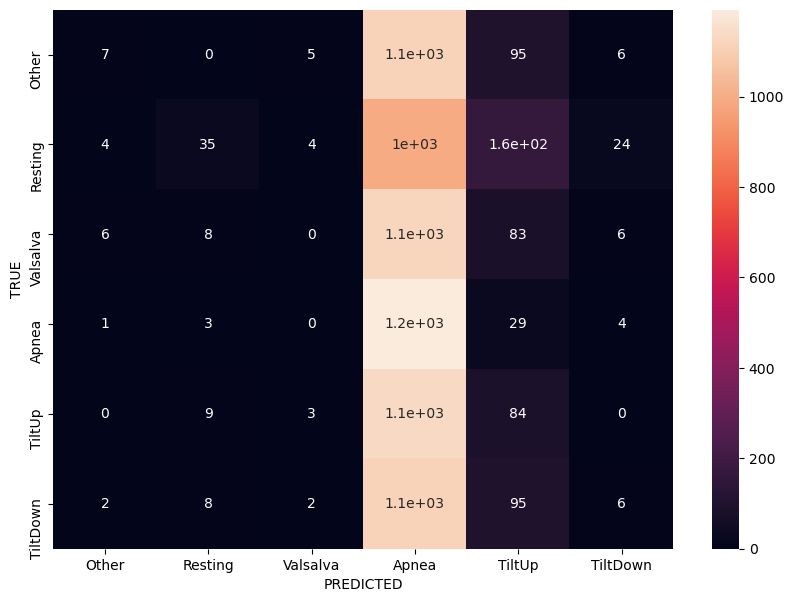 Other 7 0 5 1.1e+03 95 6
Resting 4 35 4 1e+03 1.6e+02 24
Valsalva 6 8 0 1.1e+03 83 6
Apnea 1 3 0 1.2e+03 29 4
TiltUp 0 9 3 1.1e+03 84 0
TiltDown 2 8 2 1.1e+03 95 6
TRUE
Other Resting Valsalva Apnea TiltUp TiltDown
PREDICTED
1000
800
600
400
200
0